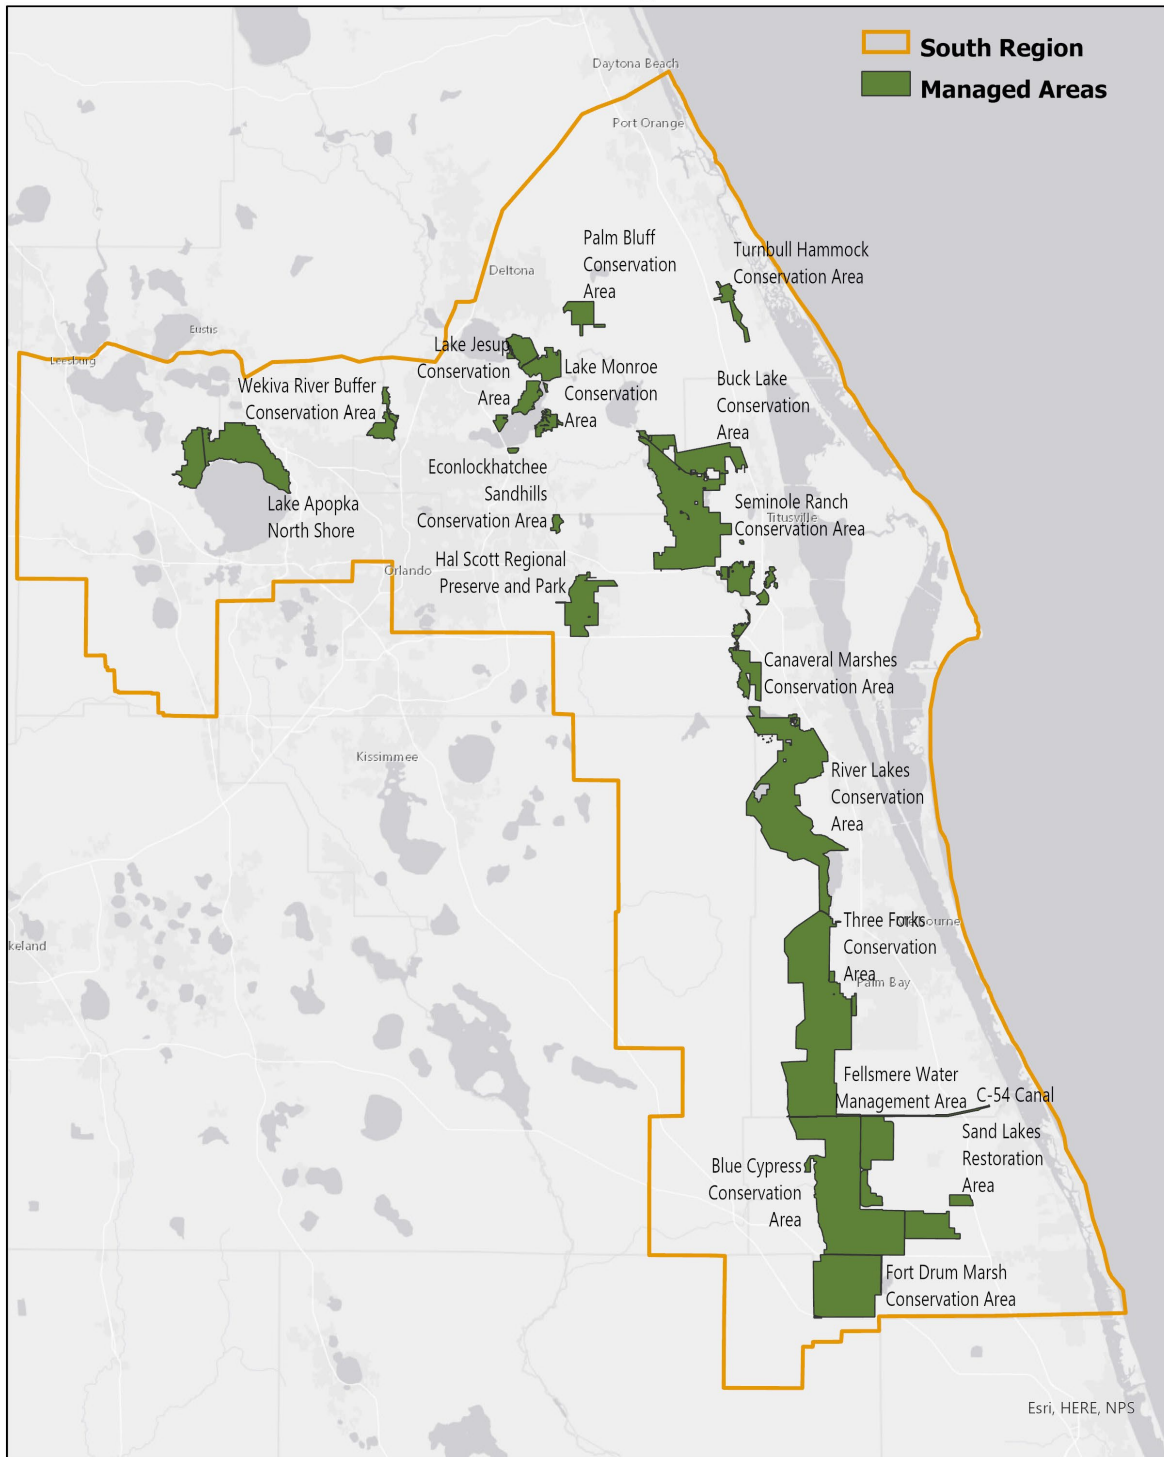 South Region
Managed Areas
Daytona Beach
Port Orange
Palm Bluff
Conservation
Area
Turnbull Hammock
Conservation Area
Deltona
Eustis
Leesburg
Lake Jesup
Conservation
Area
Lake Monroe
Conservation
Area
Wekiva River Buffer
Conservation Area
Buck Lake
Conservation
Area
Lake Apopka
North Shore
Econlockhatchee
Sandhills
Conservation Area
Seminole Ranch
Conservation Area
Titusville
Hal Scott Regional
Preserve and Park
Orlando
Canaveral Marshes
Conservation Area
Kissimmee
River Lakes
Conservation
Area
Three Forks
Conservation
Area
keland
Palm Bay
Fellsmere Water
Management Area
C-54 Canal
Sand Lakes
Restoration
Area
Blue Cypress
Conservation
Area
Fort Drum Marsh
Conservation Area
Esri, HERE, NPS